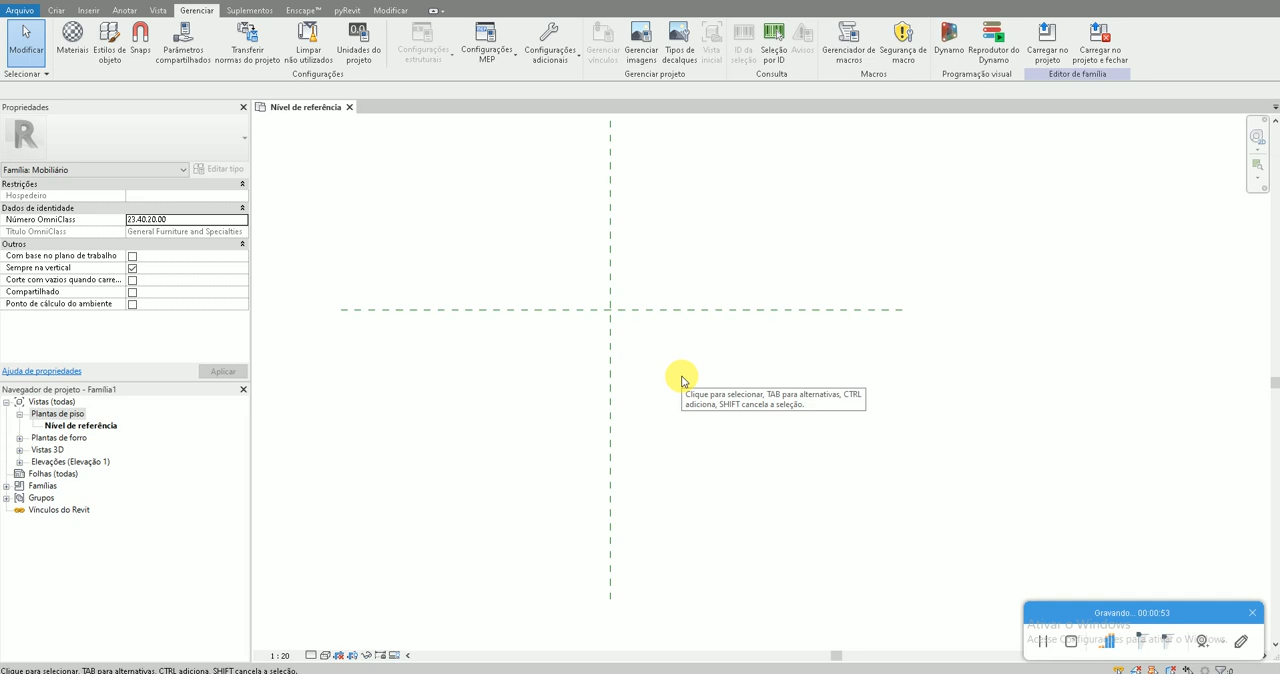 Arquivo Criar Inserir Anotar Vista Gerenciar Suplementos Enscape™ pyRevit Modificar
Modificar
Materiais
Estilos de objeto
Snaps
Parâmetros compartilhados
Transferir normas do projeto
Limpar não utilizados
Unidades do projeto
Configurações estruturais
Configurações MEP
Configurações adicionais
Gerenciar vínculos
Gerenciar imagens
Tipos de decalques
Vista inicial
ID da seleção
Seleção por ID
Avisos
Gerenciador de macros
Segurança de macro
Dynamo
Reprodutor do Dynamo
Carregar no projeto
Carregar no projeto e fechar
Selecionar
Configurações
Gerenciar projeto
Consulta
Macros
Programação visual
Editor de família
Propriedades
Nível de referência
Família: Mobiliário
Editar tipo
Restrições
Hospedeiro
Dados de identidade
Número OmniClass 23.40.20.00
Título OmniClass General Furniture and Specialties
Outros
Com base no plano de trabalho
Sempre na vertical
Corte com vazios quando carre...
Compartilhado
Ponto de cálculo do ambiente
Ajuda de propriedades
Aplicar
Navegador de projeto - Família1
Vistas (todas)
Plantas de piso
Nível de referência
Plantas de forro
Vistas 3D
Elevações (Elevação 1)
Folhas (todas)
Famílias
Grupos
Vínculos do Revit
Clique para selecionar, TAB para alternativas, CTRL
adiciona, SHIFT cancela a seleção.
Gravando... 00:00:53
Ativar o Windows
Acesse Configurações para ativar o Windows.
1 : 20
Clique para selecionar, TAB para alternativas, CTRL adiciona, SHIFT cancela a seleção.
:0